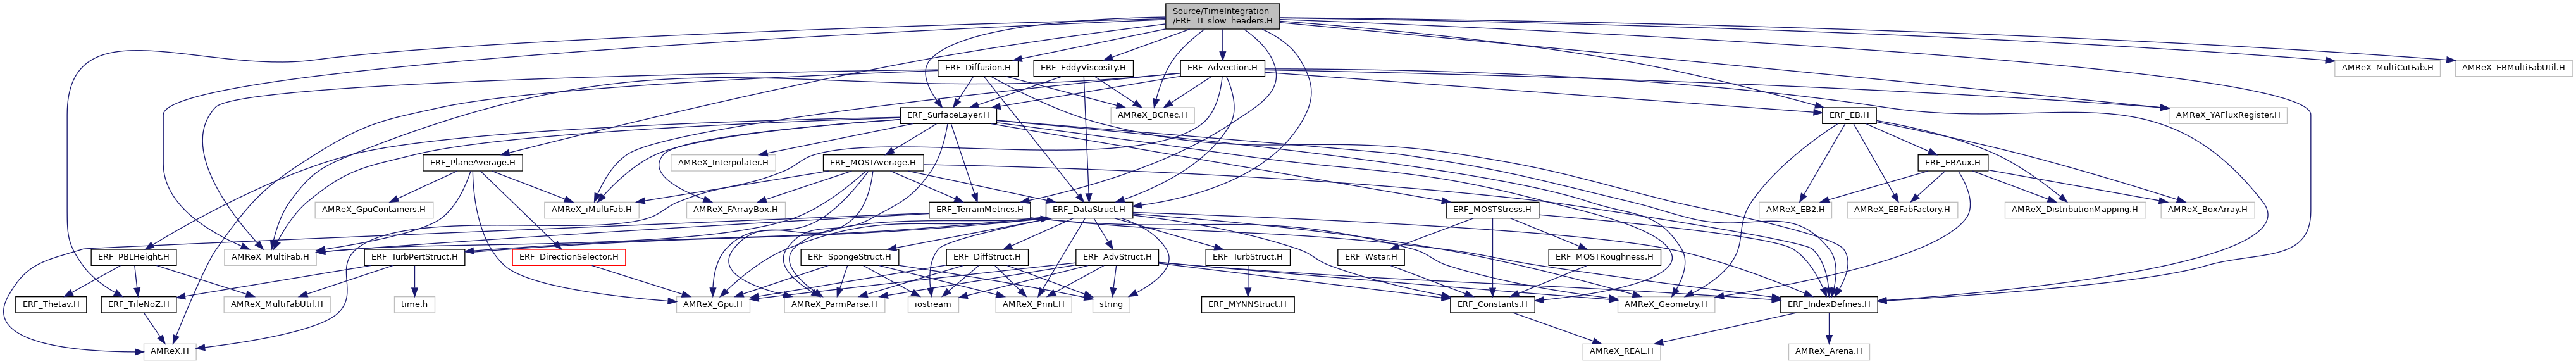 Source/TimeIntegration
/ERF_TI_slow_headers.H
ERF_Diffusion.H
ERF_EddyViscosity.H
ERF_Advection.H
AMReX_MultiCutFab.H
AMReX_EBMultiFabUtil.H
ERF_SurfaceLayer.H
AMReX_BCRec.H
ERF_EB.H
AMReX_YAFluxRegister.H
ERF_PlaneAverage.H
AMReX_Interpolater.H
ERF_MOSTAverage.H
ERF_EBAux.H
AMReX_GpuContainers.H
AMReX_iMultiFab.H
AMReX_FArrayBox.H
ERF_TerrainMetrics.H
ERF_DataStruct.H
ERF_MOSTStress.H
AMReX_EB2.H
AMReX_EBFabFactory.H
AMReX_DistributionMapping.H
AMReX_BoxArray.H
ERF_PBLHeight.H
AMReX_MultiFab.H
ERF_TurbPertStruct.H
ERF_DirectionSelector.H
ERF_SpongeStruct.H
ERF_DiffStruct.H
ERF_AdvStruct.H
ERF_TurbStruct.H
ERF_Wstar.H
ERF_MOSTRoughness.H
ERF_Thetav.H
ERF_TileNoZ.H
AMReX_MultiFabUtil.H
time.h
AMReX_Gpu.H
AMReX_ParmParse.H
iostream
AMReX_Print.H
string
ERF_MYNNStruct.H
ERF_Constants.H
AMReX_Geometry.H
ERF_IndexDefines.H
AMReX.H
AMReX_REAL.H
AMReX_Arena.H